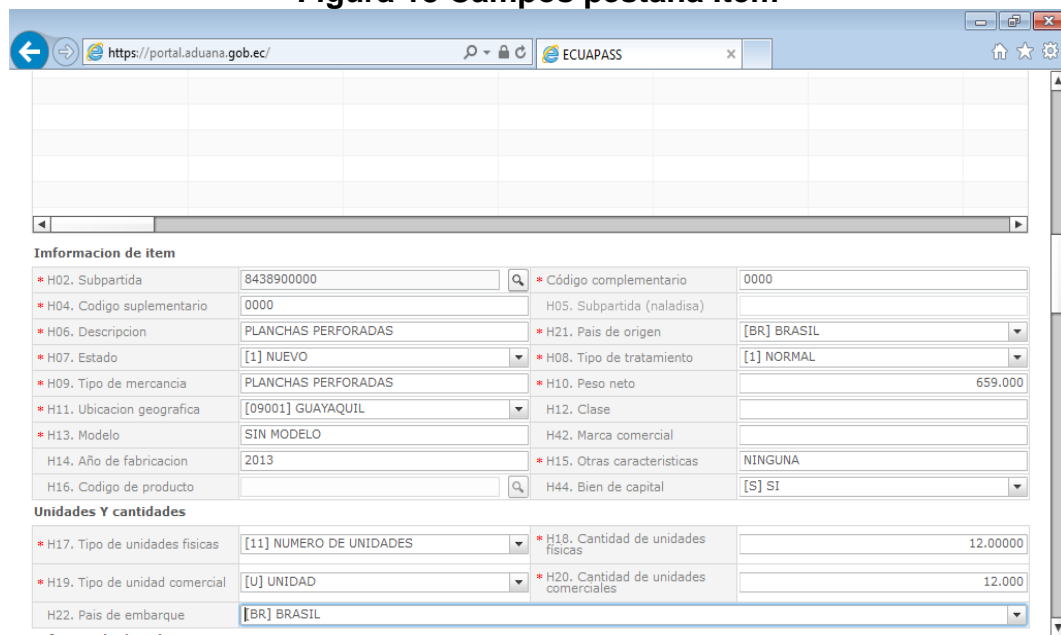 https://portal.aduana.gob.ec/ ECUAPASS
Imformacion de item
* H02. Subpartida 8438900000 * Código complementario 0000
* H04. Codigo suplementario 0000 H05. Subpartida (naladisa)
* H06. Descripcion PLANCHAS PERFORADAS * H21. Pais de origen [BR] BRASIL
* H07. Estado [1] NUEVO * H08. Tipo de tratamiento [1] NORMAL
* H09. Tipo de mercancia PLANCHAS PERFORADAS * H10. Peso neto 659.000
* H11. Ubicacion geografica [09001] GUAYAQUIL H12. Clase
* H13. Modelo SIN MODELO H42. Marca comercial
H14. Año de fabricacion 2013 * H15. Otras caracteristicas NINGUNA
H16. Codigo de producto H44. Bien de capital [S] SI
Unidades Y cantidades
* H17. Tipo de unidades fisicas [11] NUMERO DE UNIDADES * H18. Cantidad de unidades fisicas 12.00000
* H19. Tipo de unidad comercial [U] UNIDAD * H20. Cantidad de unidades comerciales 12.000
H22. Pais de embarque [BR] BRASIL